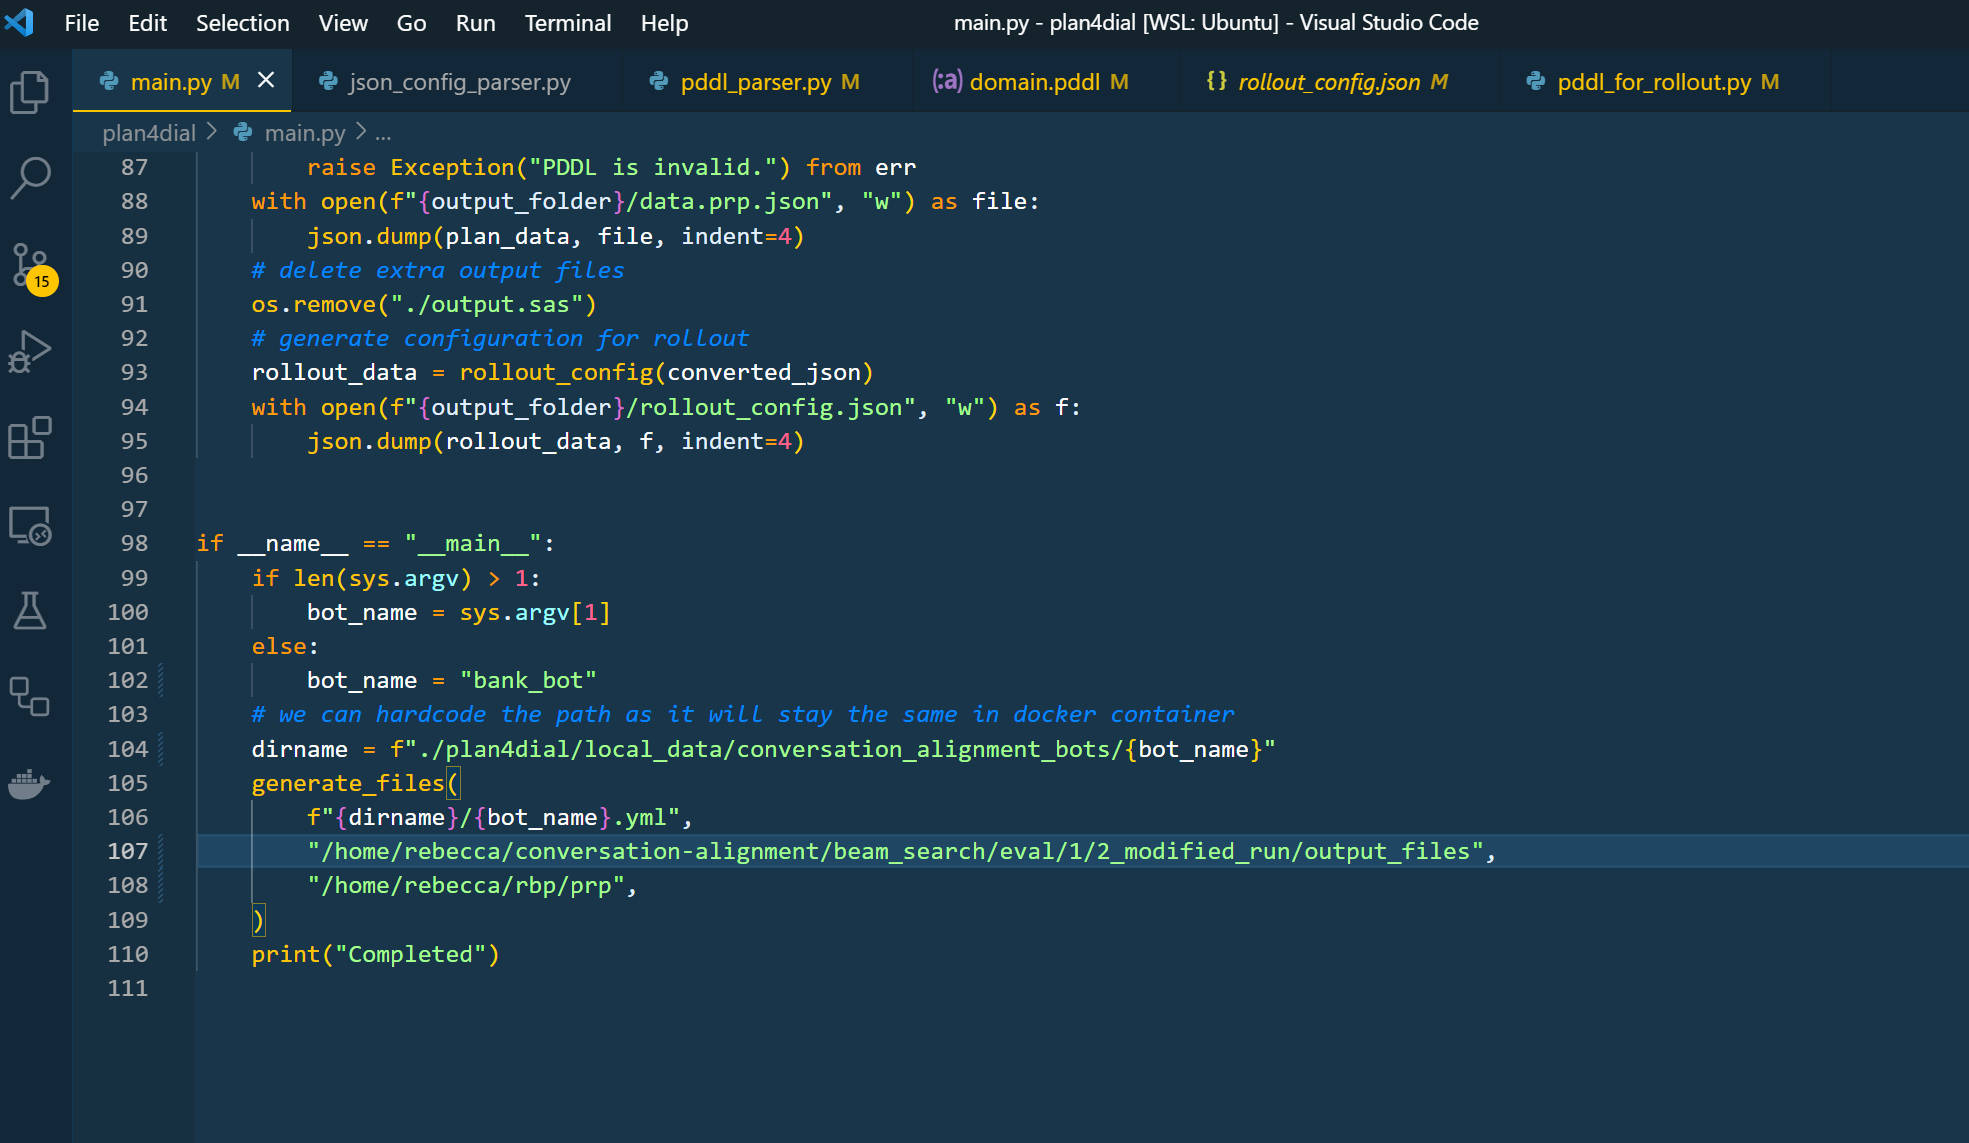 File Edit Selection View Go Run Terminal Help main.py - plan4dial [WSL: Ubuntu] - Visual Studio Code
main.py M json_config_parser.py pddl_parser.py M (:a) domain.pddl M {} rollout_config.json M pddl_for_rollout.py M
plan4dial > main.py > ...
87 raise Exception("PDDL is invalid.") from err
88 with open(f"{output_folder}/data.prp.json", "w") as file:
89 json.dump(plan_data, file, indent=4)
90 # delete extra output files
91 os.remove("./output.sas")
92 # generate configuration for rollout
93 rollout_data = rollout_config(converted_json)
94 with open(f"{output_folder}/rollout_config.json", "w") as f:
95 json.dump(rollout_data, f, indent=4)
96
97
98 if __name__ == "__main__":
99 if len(sys.argv) > 1:
100 bot_name = sys.argv[1]
101 else:
102 bot_name = "bank_bot"
103 # we can hardcode the path as it will stay the same in docker container
104 dirname = f"./plan4dial/local_data/conversation_alignment_bots/{bot_name}"
105 generate_files(
106 f"{dirname}/{bot_name}.yml",
107 "/home/rebecca/conversation-alignment/beam_search/eval/1/2_modified_run/output_files",
108 "/home/rebecca/rbp/prp",
109 )
110 print("Completed")
111
15